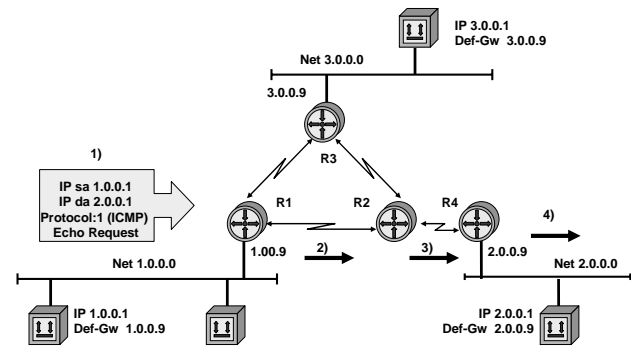 IP 3.0.0.1
Def-Gw 3.0.0.9
Net 3.0.0.0
3.0.0.9
1)
R3
IP sa 1.0.0.1
IP da 2.0.0.1
Protocol:1 (ICMP)
Echo Request
R1
R2
R4
4)
1.00.9
2)
3)
2.0.0.9
Net 1.0.0.0
Net 2.0.0.0
IP 1.0.0.1
Def-Gw 1.0.0.9
IP 2.0.0.1
Def-Gw 2.0.0.9